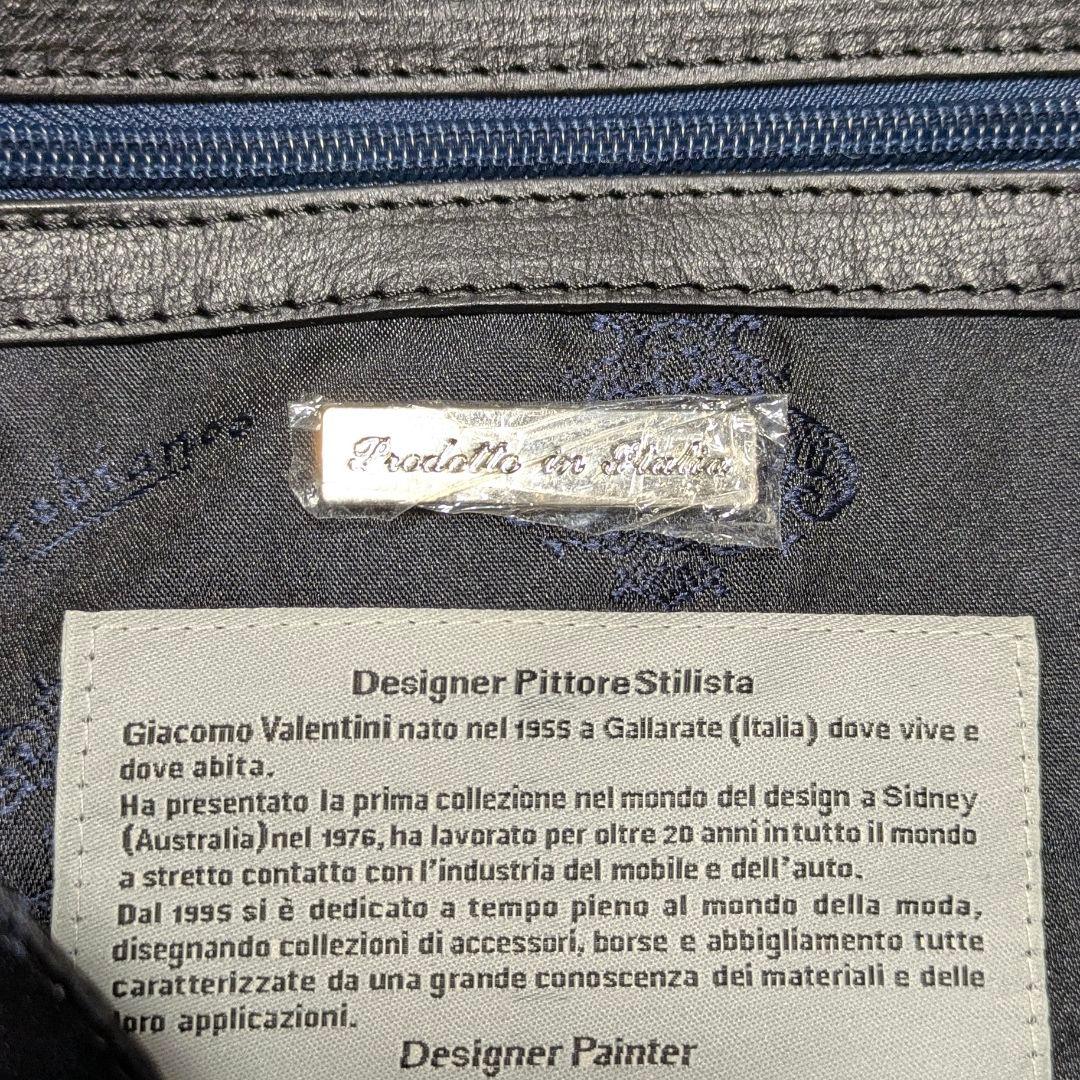 Prodotto in Italia
Designer Pittore Stilista
Giacomo Valentini nato nel 1955 a Gallarate (Italia) dove vive e
dove abita.
Ha presentato la prima collezione nel mondo del design a Sidney
(Australia) nel 1976, ha lavorato per oltre 20 anni in tutto il mondo
a stretto contatto con l'industria del mobile e dell'auto.
Dal 1995 si è dedicato a tempo pieno al mondo della moda,
disegnando collezioni di accessori, borse e abbigliamento tutte
caratterizzate da una grande conoscenza dei materiali e delle
loro applicazioni.
Designer Painter